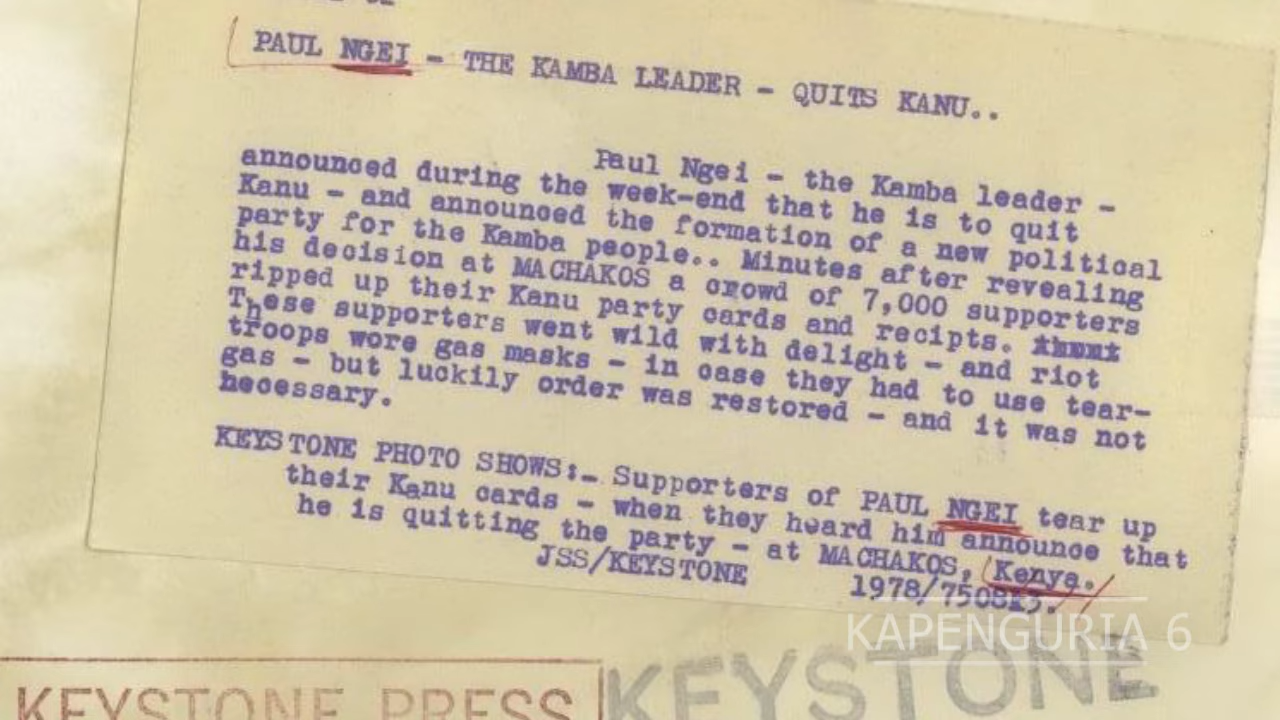 PAUL NGEI - THE KAMBA LEADER - QUITS KANU..
Paul Ngei - the Kamba leader -
announced during the week-end that he is to quit
Kanu - and announced the formation of a new political
party for the Kamba people.. Minutes after revealing
his decision at MACHAKOS a crowd of 7,000 supporters
ripped up their Kanu party cards and recipts.
These supporters went wild with delight - and riot
troops wore gas masks - in case they had to use tear-
gas - but luckily order was restored - and it was not
necessary.
KEYSTONE PHOTO SHOWS:- Supporters of PAUL NGEI tear up
their Kanu cards - when they heard him announce that
he is quitting the party - at MACHAKOS, Kenya.
JSS/KEYSTONE 
KAPENGURIA 6
KEYSTONE PRESS
KEYSTONE